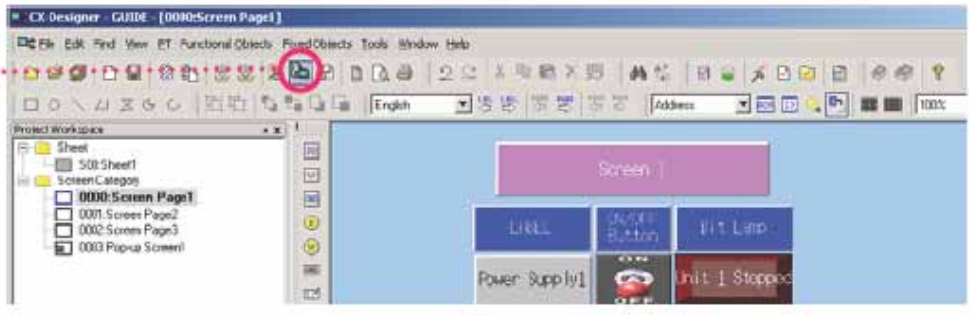 CX-Designer - GUIDE - [0000:Screen Page1]
File Edit Find View PT Functional Objects Fixed Objects Tools Window Help
English Address 100%
Project Workspace
Sheet
S00:Sheet1
Screen Category
0000:Screen Page1
0001:Screen Page2
0002:Screen Page3
0003:Pop-up Screen1
Screen 1
LABEL ON/OFF Button Bit Lamp
Power Supply1 ON OFF Unit 1 Stopped